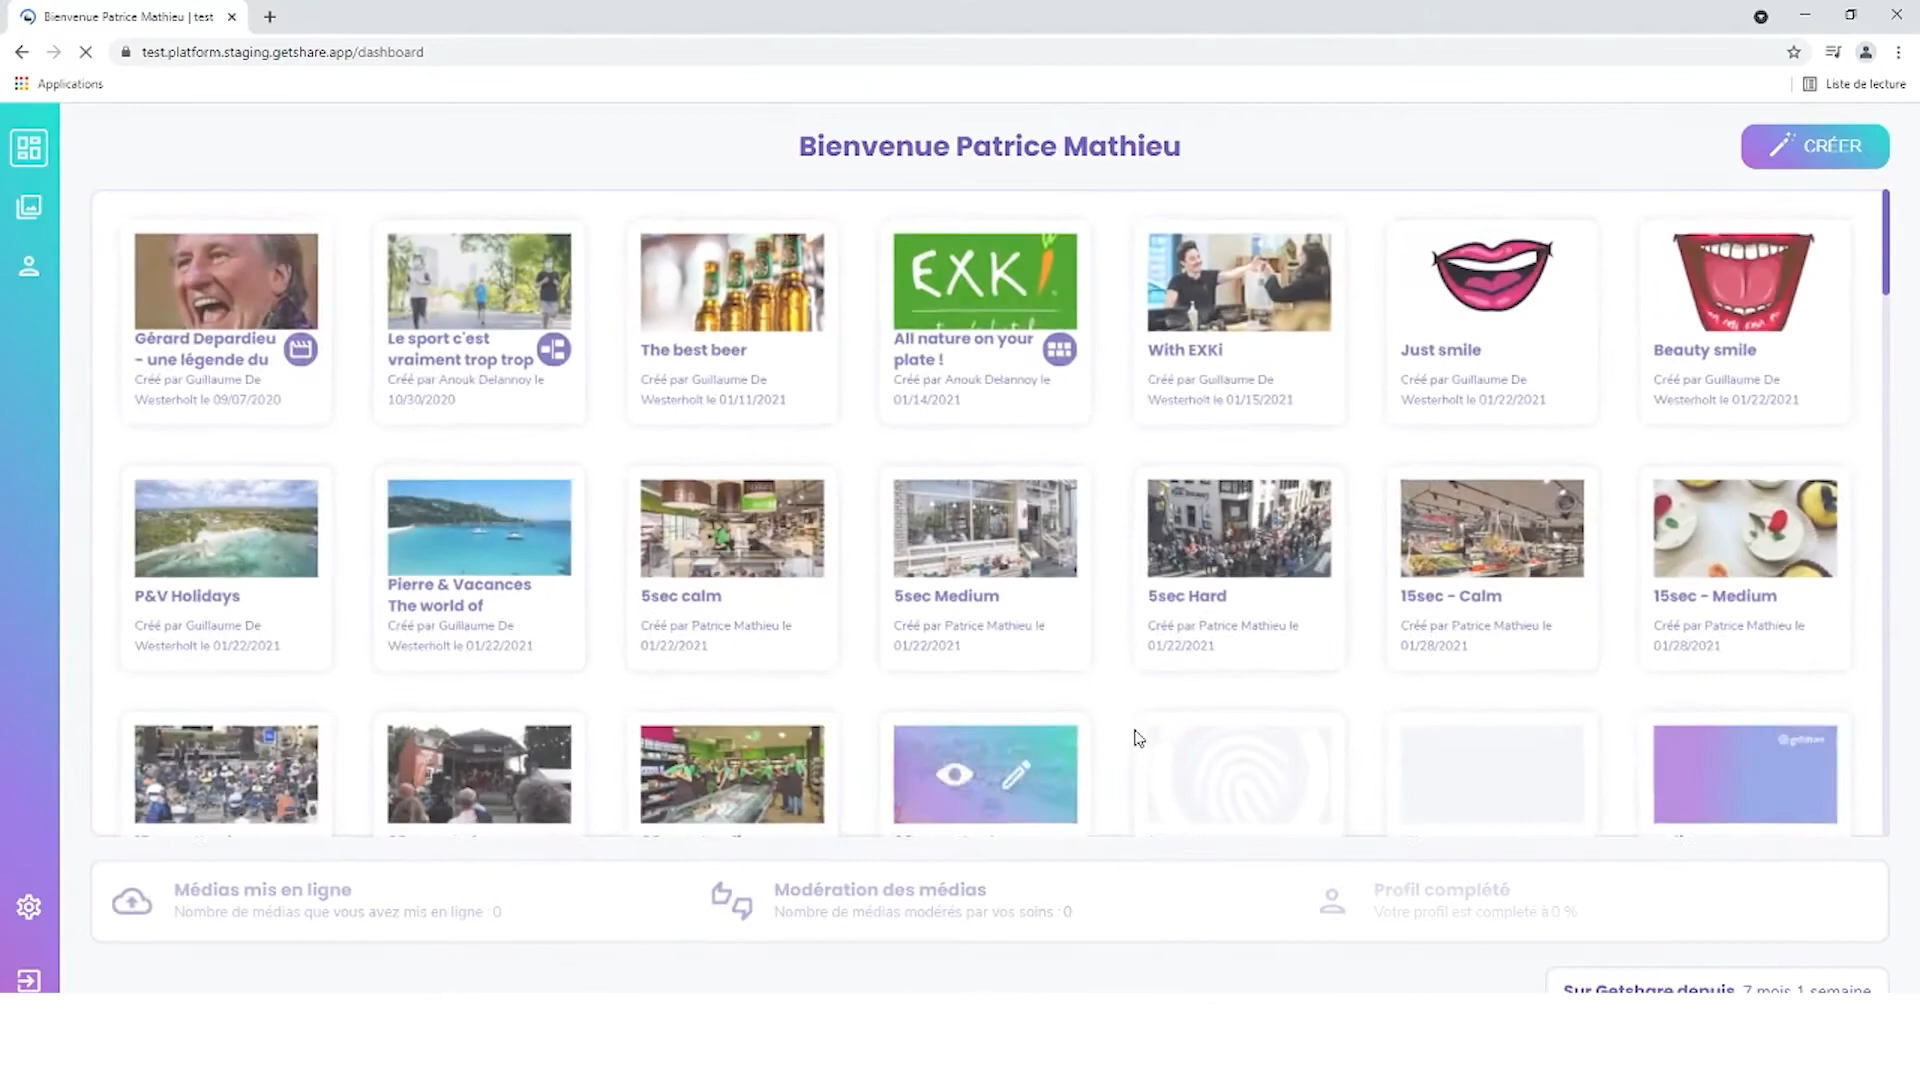 Bienvenue Patrice Mathieu | test
test.platform.staging.getshare.app/dashboard
Applications
Liste de lecture
Bienvenue Patrice Mathieu
CRÉER
EXKi
Gérard Depardieu
- une légende du
Créé par Guillaume De
Westerholt le 09/07/2020
Le sport c'est
vraiment trop trop
Créé par Anouk Delannoy le
10/30/2020
The best beer
Créé par Guillaume De
Westerholt le 01/11/2021
All nature on your
plate !
Créé par Anouk Delannoy le
01/14/2021
With EXKi
Créé par Guillaume De
Westerholt le 01/15/2021
Just smile
Créé par Guillaume De
Westerholt le 01/22/2021
Beauty smile
Créé par Guillaume De
Westerholt le 01/22/2021
P&V Holidays
Créé par Guillaume De
Westerholt le 01/22/2021
Pierre & Vacances
The world of
Créé par Guillaume De
Westerholt le 01/22/2021
5sec calm
Créé par Patrice Mathieu le
01/22/2021
5sec Medium
Créé par Patrice Mathieu le
01/22/2021
5sec Hard
Créé par Patrice Mathieu le
01/22/2021
15sec - Calm
Créé par Patrice Mathieu le
01/28/2021
15sec - Medium
Créé par Patrice Mathieu le
01/28/2021
getshare
Médias mis en ligne
Nombre de médias que vous avez mis en ligne : 0
Modération des médias
Nombre de médias modérés par vos soins : 0
Profil complété
Votre profil est completé à 0 %
Sur Getshare depuis 7 mois 1 semaine